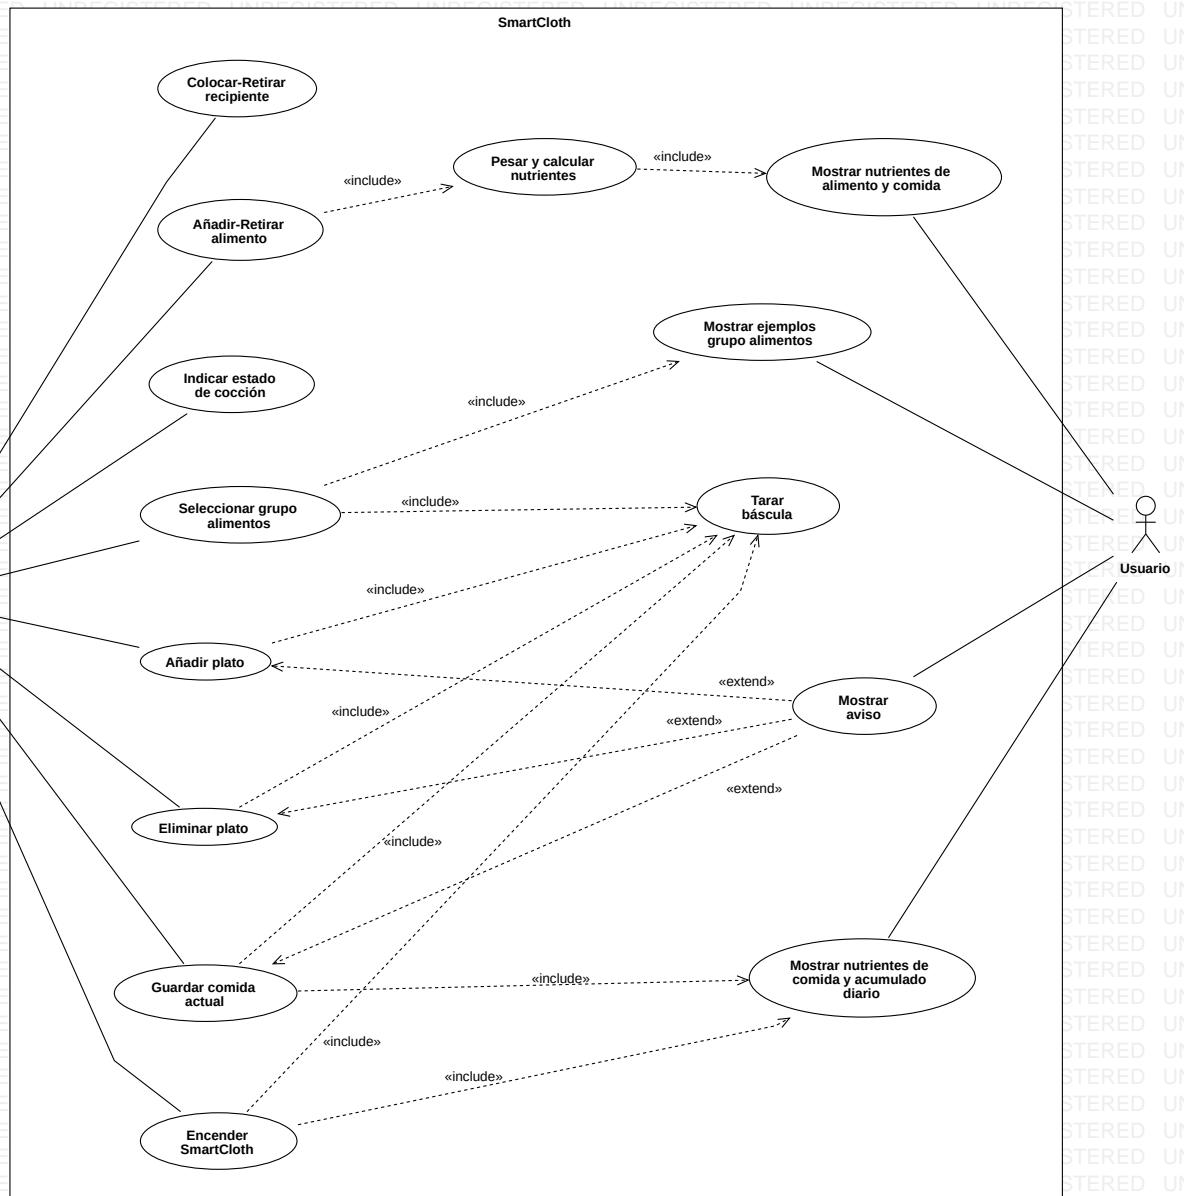 SmartCloth
Colocar-Retirar
recipiente
Pesar y calcular
nutrientes
«include»
Mostrar nutrientes de
alimento y comida
«include»
Añadir-Retirar
alimento
Mostrar ejemplos
grupo alimentos
Indicar estado
de cocción
«include»
Seleccionar grupo
alimentos
«include»
Tarar
báscula
Usuario
«include»
Añadir plato
«extend»
Mostrar
aviso
«include»
«extend»
«extend»
Eliminar plato
«include»
Guardar comida
actual
«include»
Mostrar nutrientes de
comida y acumulado
diario
«include»
«include»
Encender
SmartCloth